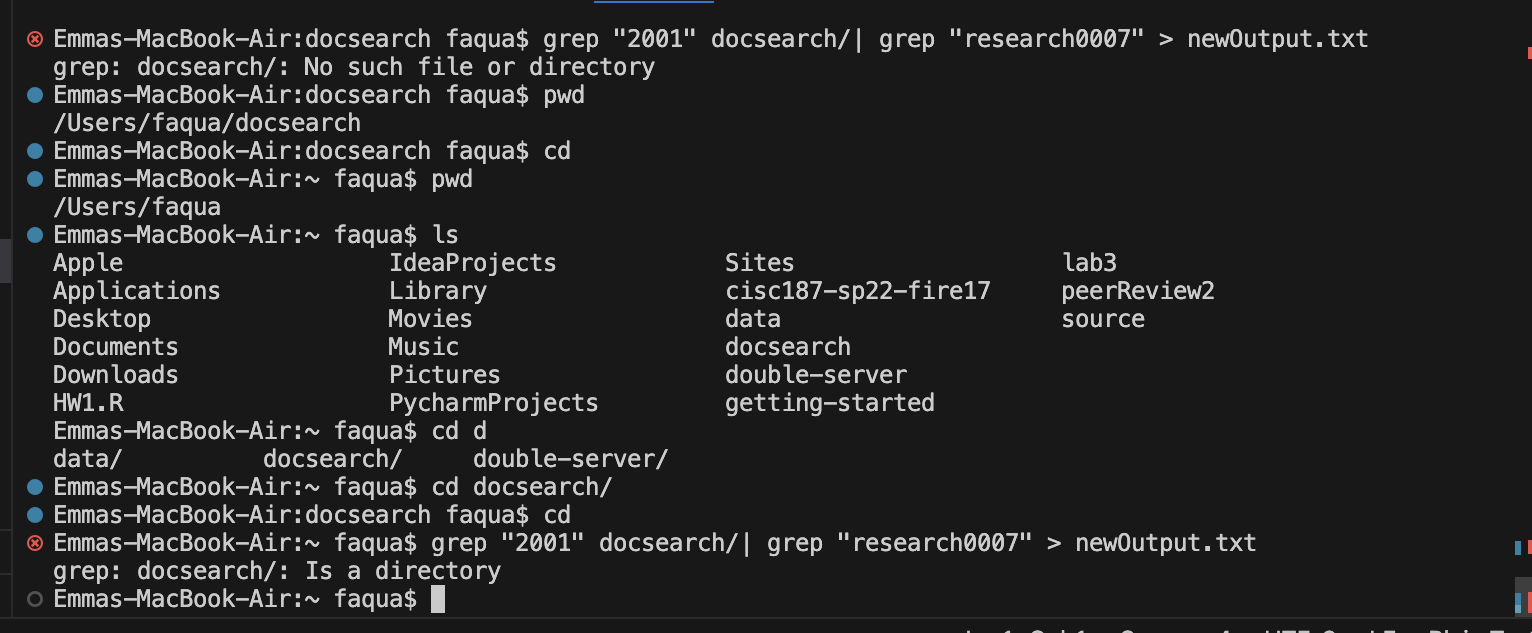 Emmas-MacBook-Air:docsearch faqua$ grep "2001" docsearch/| grep "research0007" > newOutput.txt
grep: docsearch/: No such file or directory
Emmas-MacBook-Air:docsearch faqua$ pwd
/Users/faqua/docsearch
Emmas-MacBook-Air:docsearch faqua$ cd
Emmas-MacBook-Air:~ faqua$ pwd
/Users/faqua
Emmas-MacBook-Air:~ faqua$ ls
Apple IdeaProjects Sites lab3
Applications Library cisc187-sp22-fire17 peerReview2
Desktop Movies data source
Documents Music docsearch
Downloads Pictures double-server
HW1.R PycharmProjects getting-started
Emmas-MacBook-Air:~ faqua$ cd d
data/ docsearch/ double-server/
Emmas-MacBook-Air:~ faqua$ cd docsearch/
Emmas-MacBook-Air:docsearch faqua$ cd
Emmas-MacBook-Air:~ faqua$ grep "2001" docsearch/| grep "research0007" > newOutput.txt
grep: docsearch/: Is a directory
Emmas-MacBook-Air:~ faqua$